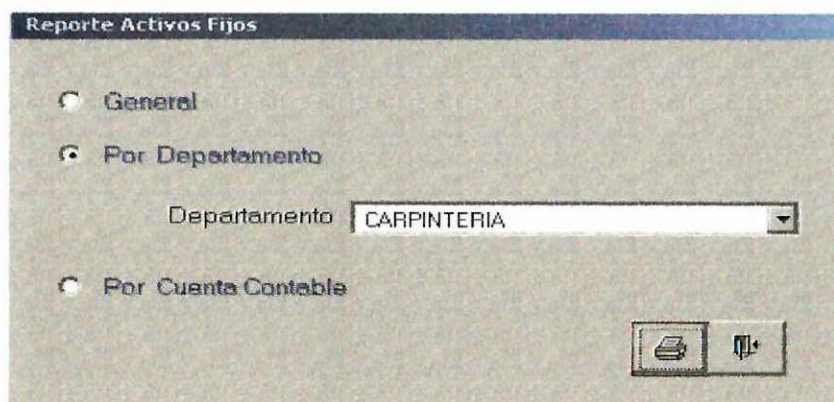 Reporte Activos Fijos
General
Por Departamento
Departamento CARPINTERIA
Por Cuenta Contable